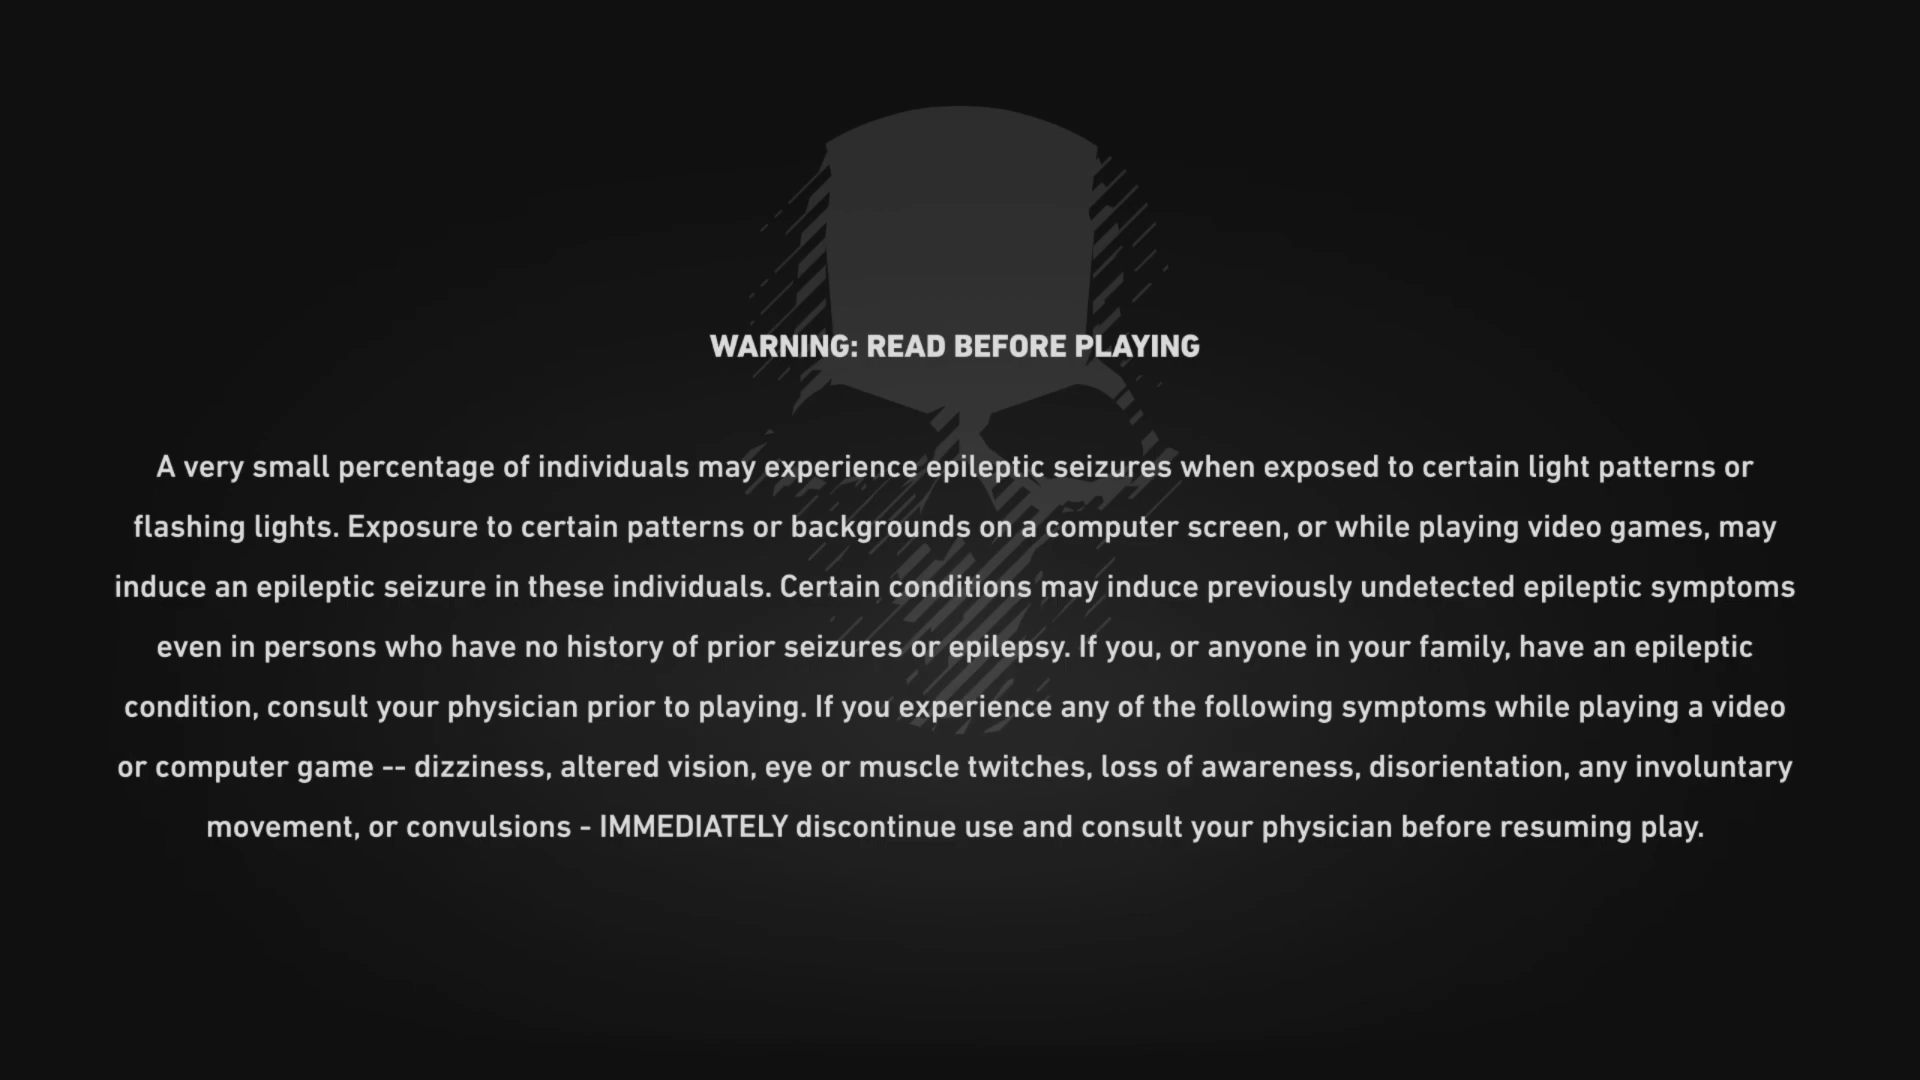 WARNING: READ BEFORE PLAYING
A very small percentage of individuals may experience epileptic seizures when exposed to certain light patterns or
flashing lights. Exposure to certain patterns or backgrounds on a computer screen, or while playing video games, may
induce an epileptic seizure in these individuals. Certain conditions may induce previously undetected epileptic symptoms
even in persons who have no history of prior seizures or epilepsy. If you, or anyone in your family, have an epileptic
condition, consult your physician prior to playing. If you experience any of the following symptoms while playing a video
or computer game -- dizziness, altered vision, eye or muscle twitches, loss of awareness, disorientation, any involuntary
movement, or convulsions - IMMEDIATELY discontinue use and consult your physician before resuming play.